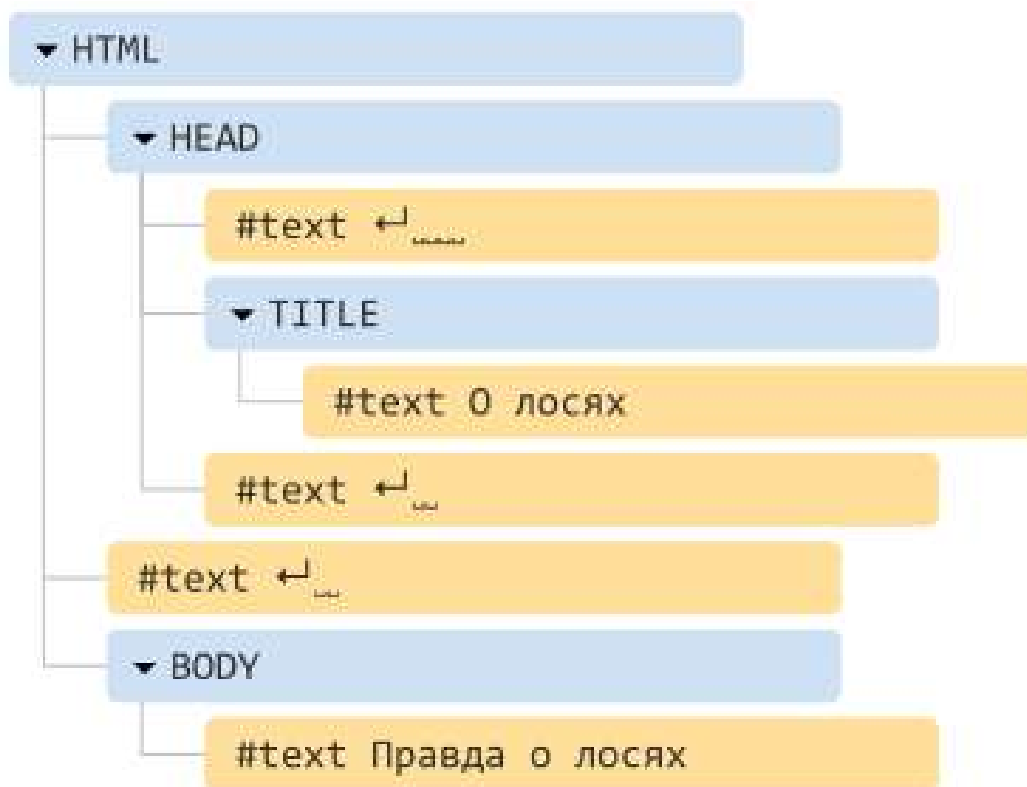 HTML
HEAD
#text ↵␣␣␣␣
TITLE
#text О лосях
#text ↵␣␣
#text ↵␣␣
BODY
#text Правда о лосях